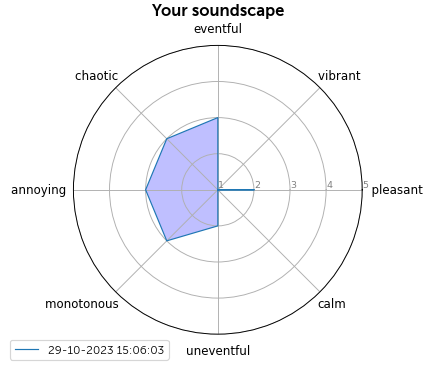 Your soundscape
eventful
chaotic
vibrant
annoying
1
2
3
4
5
pleasant
monotonous
calm
29-10-2023 15:06:03
uneventful